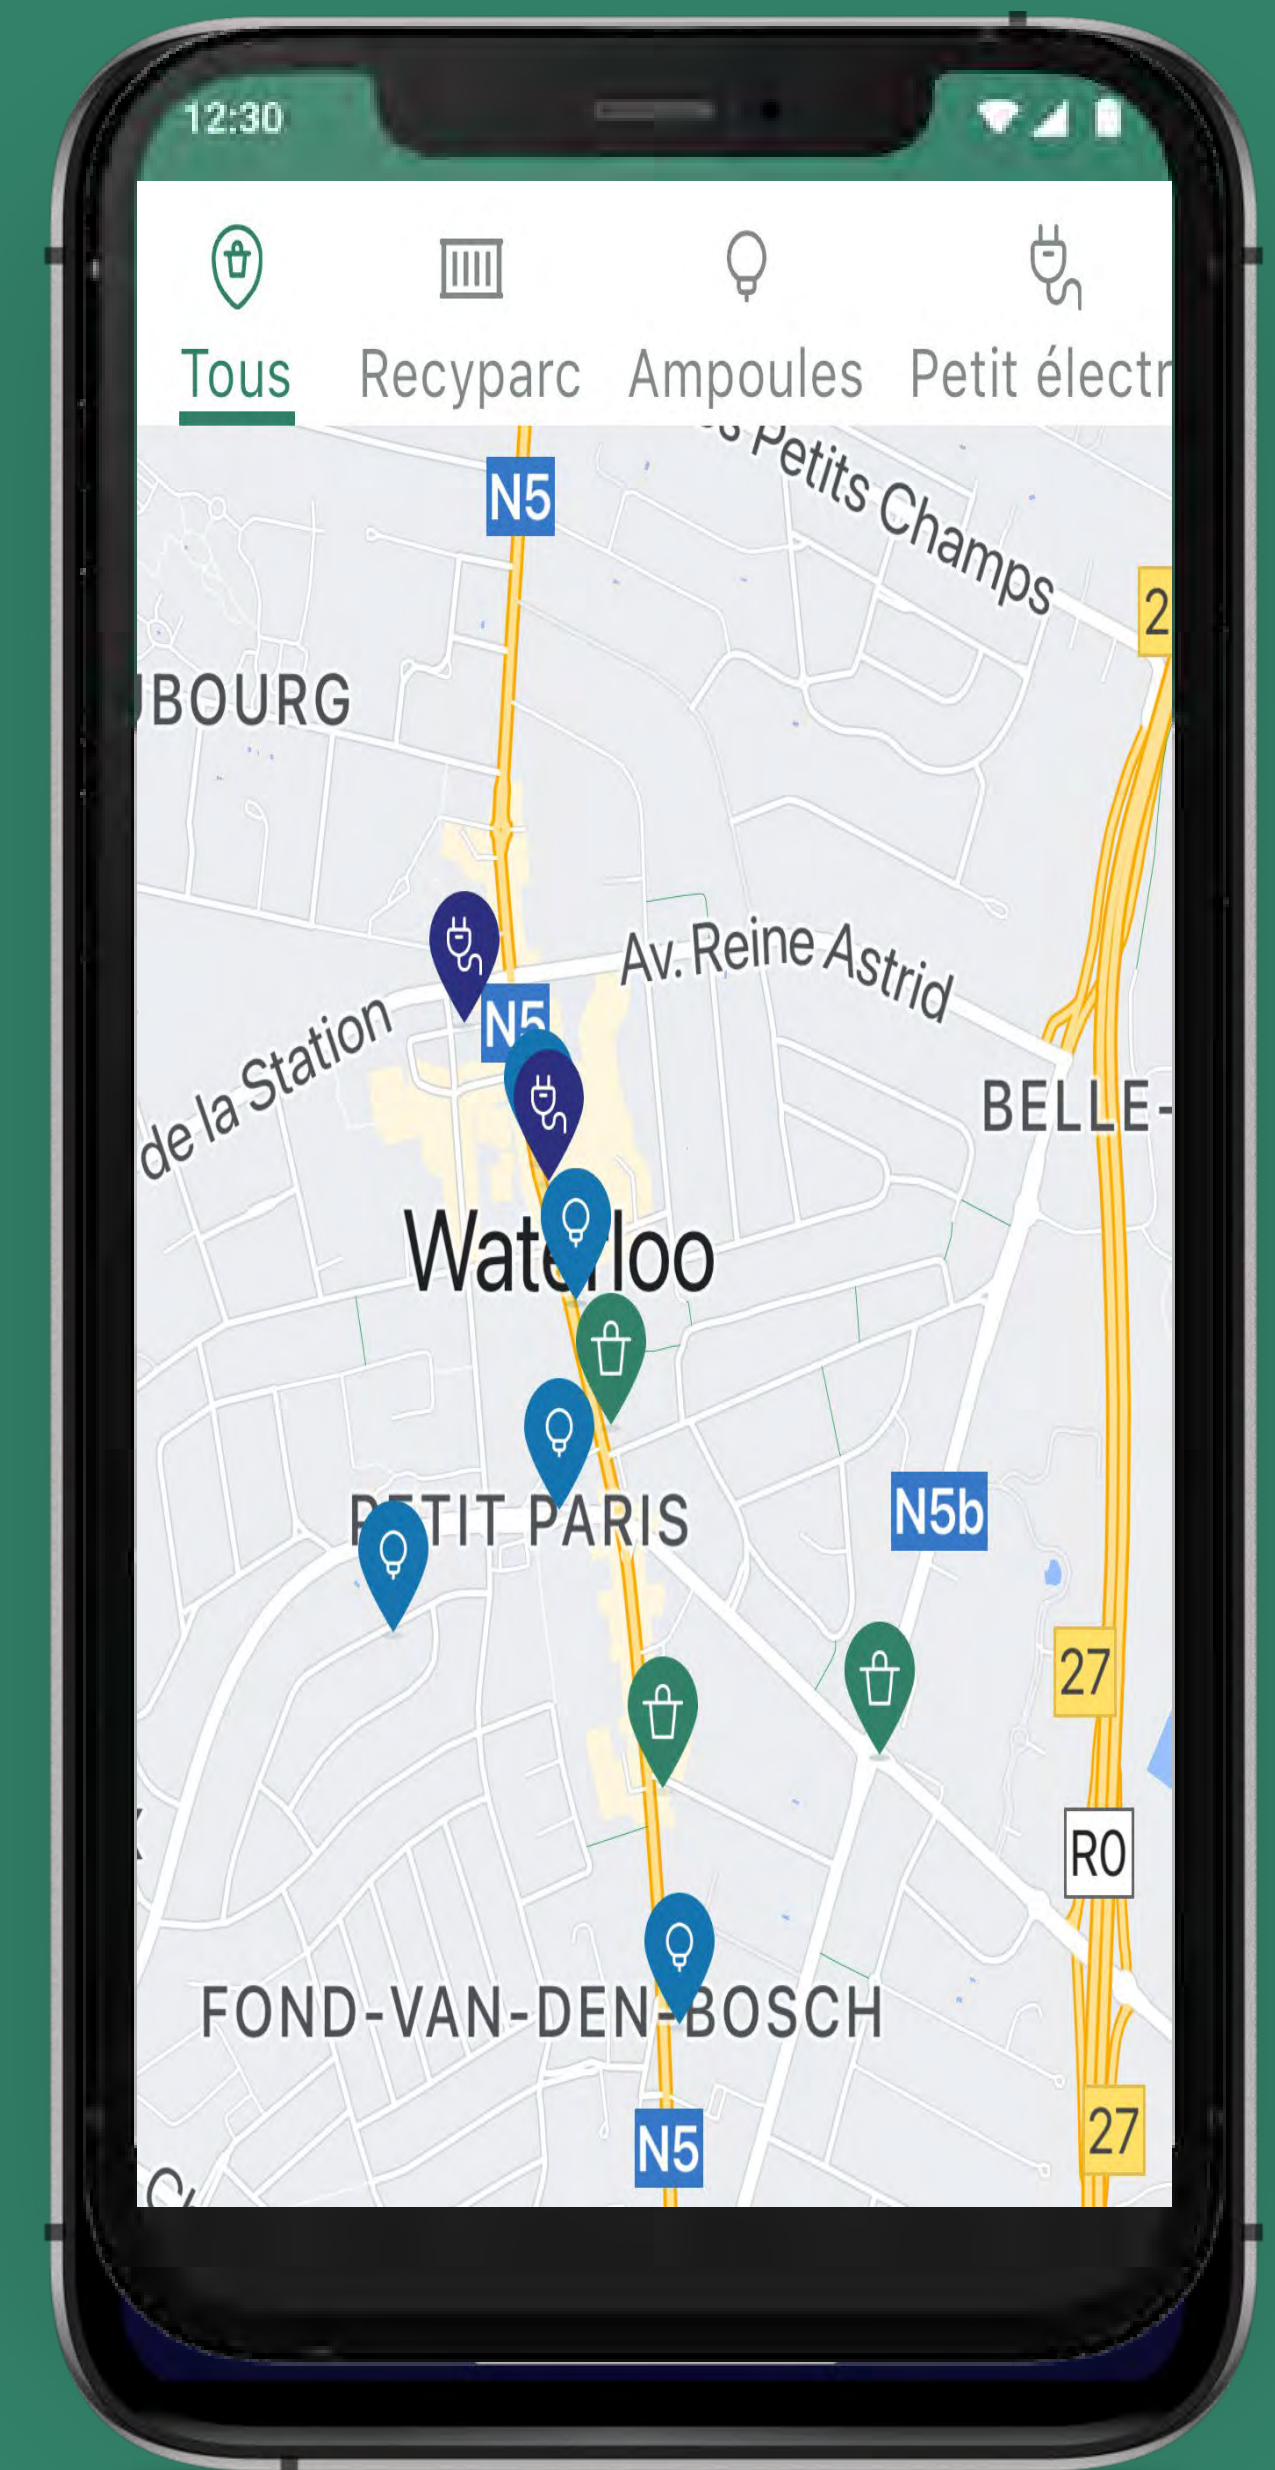 12:30
Tous Recyparc Ampoules Petit électr
Petits Champs
N5
2
UBOURG
Av. Reine Astrid
N5
de la Station
BELLE-
Waterloo
N5b
PETIT PARIS
27
R0
FOND-VAN-DEN-BOSCH
27
N5